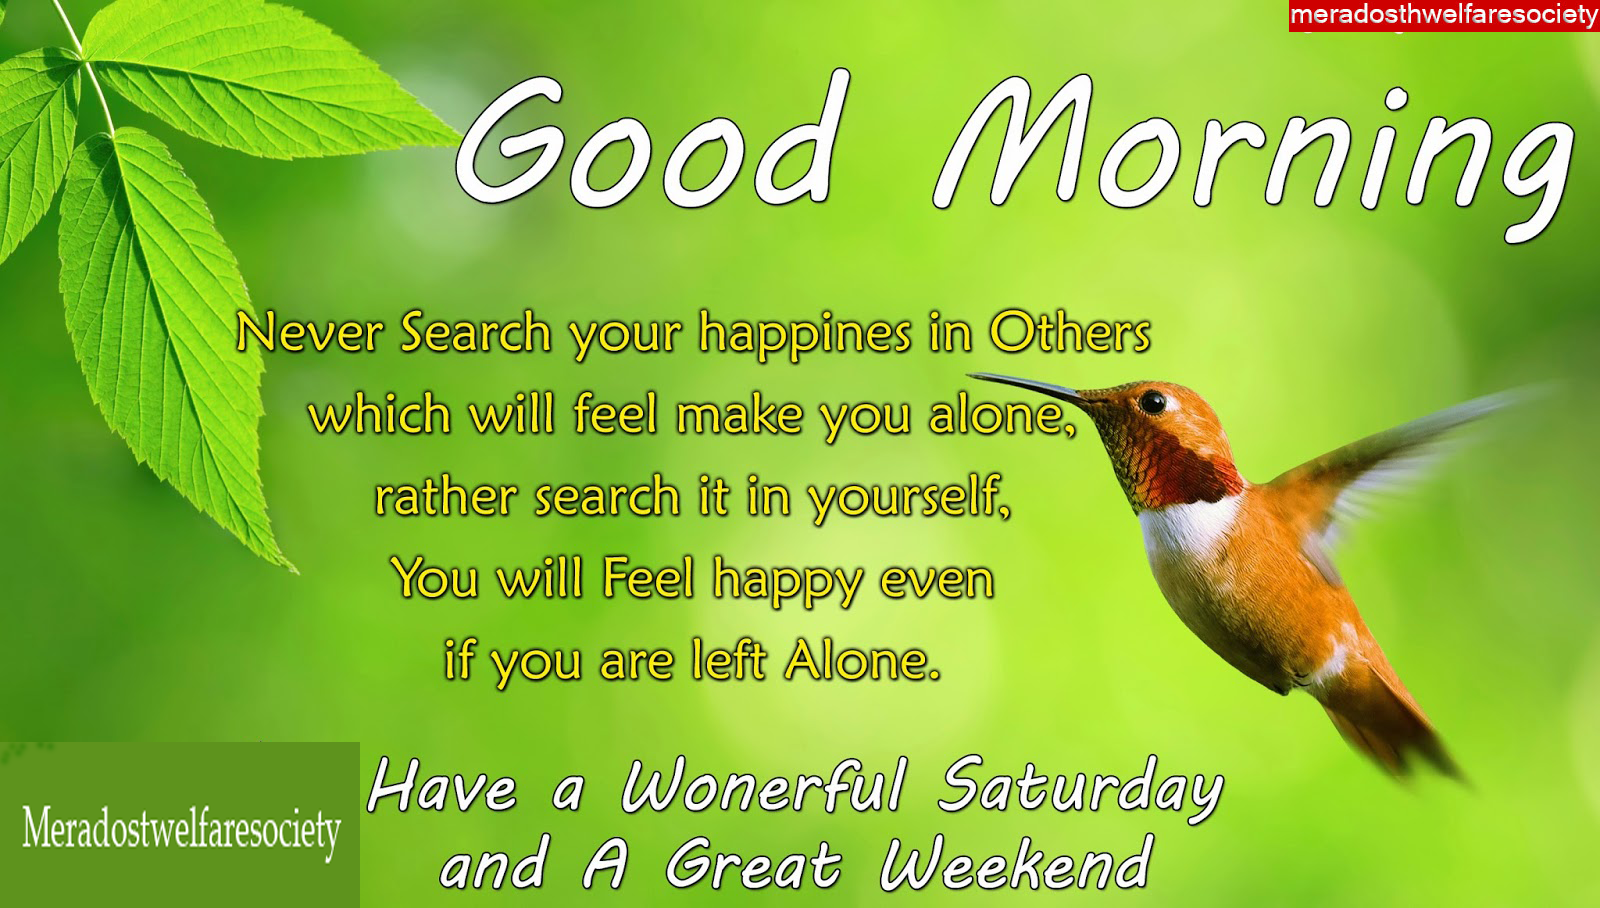 meradosthwelfaresociety
Good Morning
Never Search your happines in Others
which will feel make you alone,
rather search it in yourself,
You will Feel happy even
if you are left Alone.
Have a Wonerful Saturday
and A Great Weekend
Meradostwelfaresociety